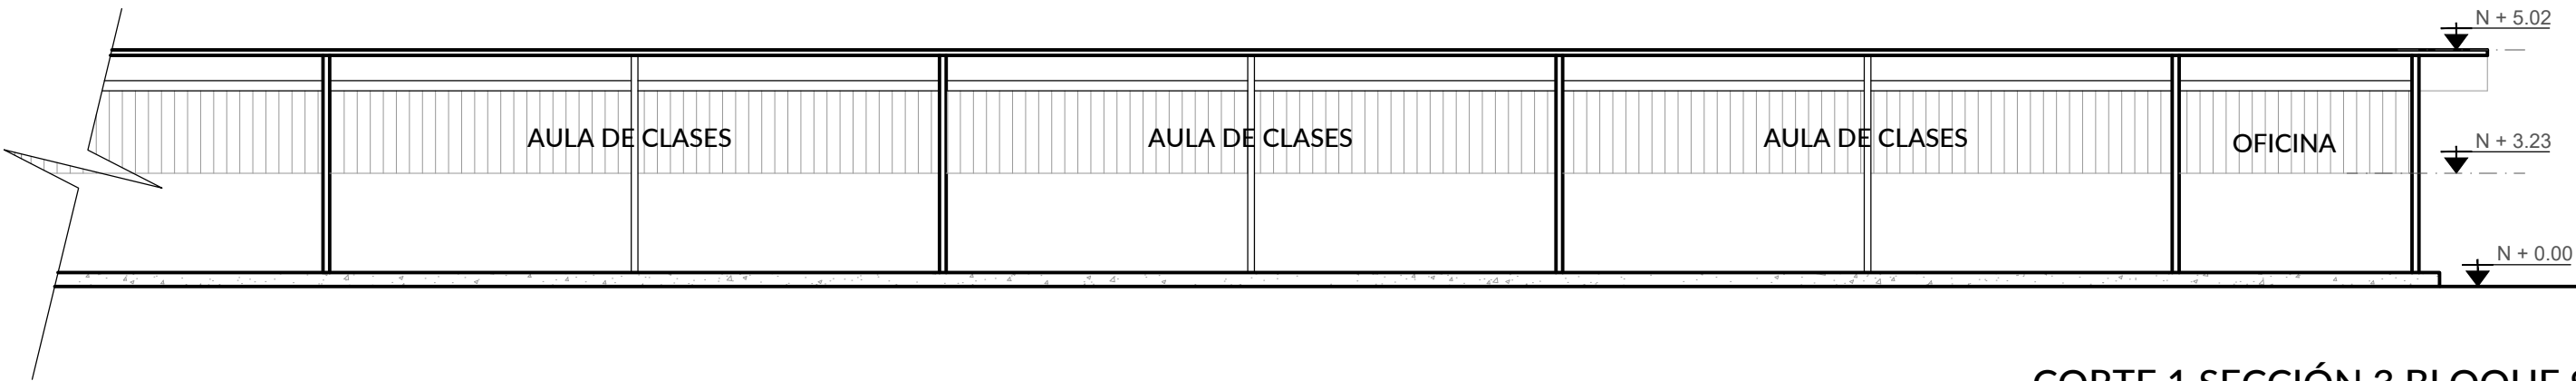 N + 5.02
AULA DE CLASES
AULA DE CLASES
AULA DE CLASES
OFICINA
N + 3.23
N + 0.00
CORTE 1 SECCIÓN 3 BLOQUE